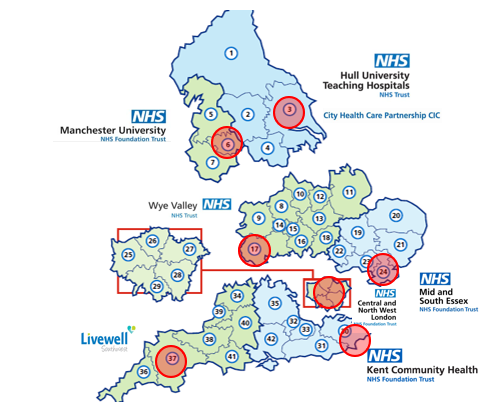 1
NHS
Hull University
Teaching Hospitals
NHS Trust
3
5
2
City Health Care Partnership CIC
NHS
Manchester University
NHS Foundation Trust
6
4
7
Wye Valley NHS
NHS Trust
10
12
11
8
9
13
20
14
15
19
16
18
21
17
22
23
24
26
27
25
28
29
NHS
Mid and
South Essex
NHS Foundation Trust
NHS
Central and
North West
London
NHS Foundation Trust
34
35
39
40
32
33
30
Livewell
Southwest
38
42
31
37
41
36
NHS
Kent Community Health
NHS Foundation Trust